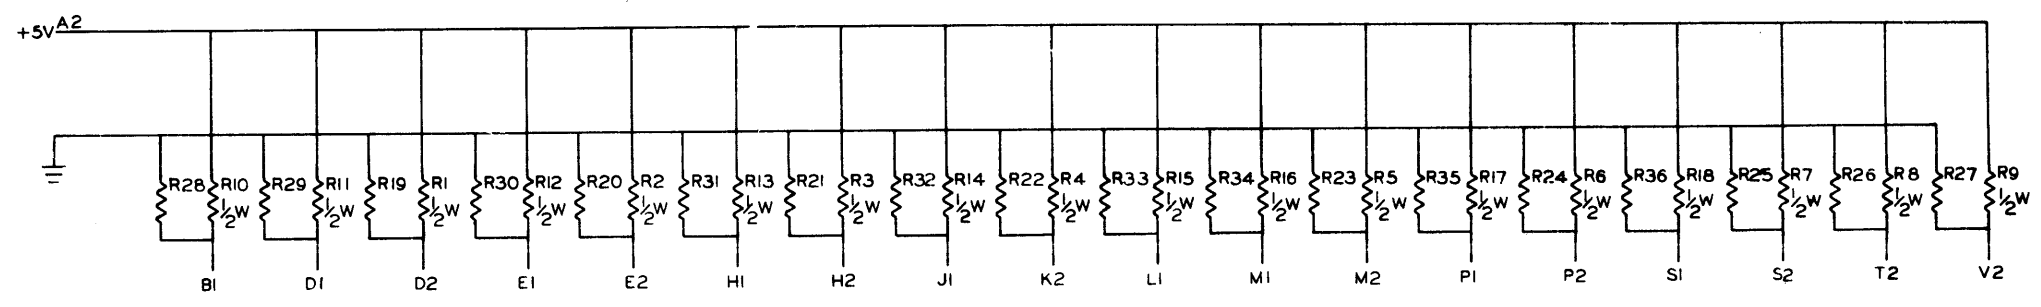 +5V A2
R28 R10 R29 R11 R19 R1 R30 R12 R20 R2 R31 R13 R21 R3 R32 R14 R22 R4 R33 R15 R34 R16 R23 R5 R35 R17 R24 R6 R36 R18 R25 R7 R26 R8 R27 R9
1/2W 1/2W 1/2W 1/2W 1/2W 1/2W 1/2W 1/2W 1/2W 1/2W 1/2W 1/2W 1/2W 1/2W 1/2W 1/2W 1/2W 1/2W
B1 D1 D2 E1 E2 H1 H2 J1 K2 L1 M1 M2 P1 P2 S1 S2 T2 V2